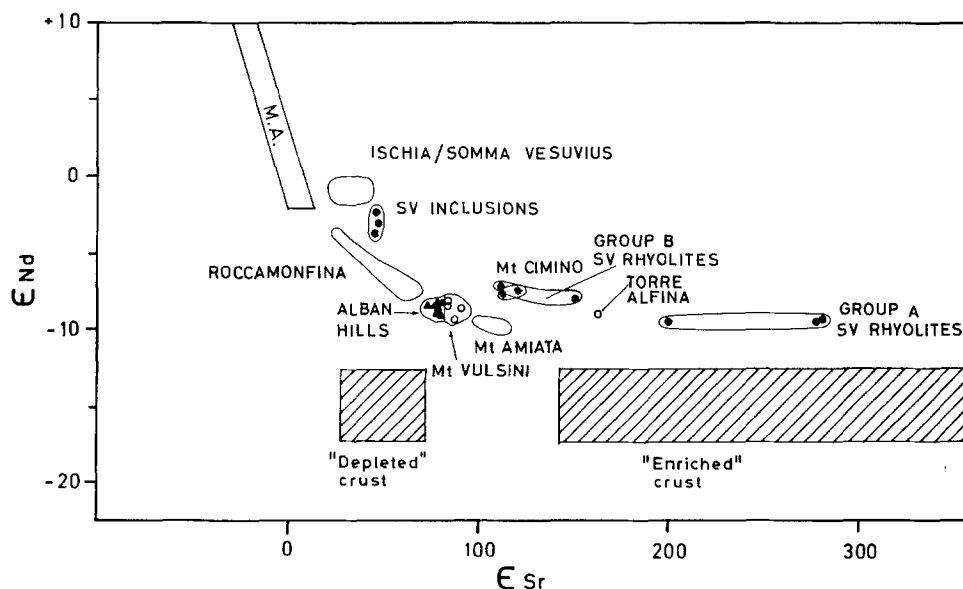 +10
M.A.
ISCHIA/SOMMA VESUVIUS
0
SV INCLUSIONS
ROCCAMONFINA
GROUP B
SV RHYOLITES
Mt CIMINO
TORRE
ALFINA
ALBAN
HILLS
GROUP A
SV RHYOLITES
-10
Mt AMIATA
Mt VULSINI
"Depleted"
crust
"Enriched"
crust
-20
ϵNd
0
100
200
300
ϵSr